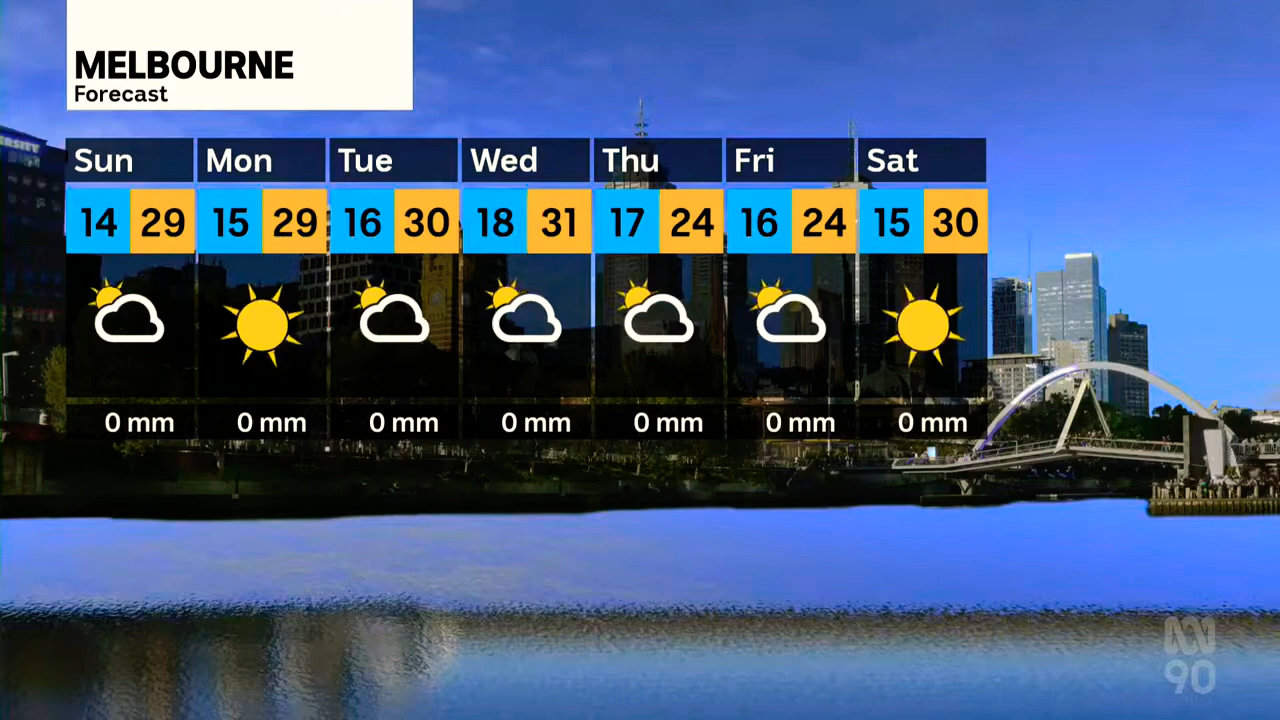 MELBOURNE
Forecast
RSITY
Sun Mon Tue Wed Thu Fri Sat
14 29 15 29 16 30 18 31 17 24 16 24 15 30
0 mm 0 mm 0 mm 0 mm 0 mm 0 mm 0 mm
90